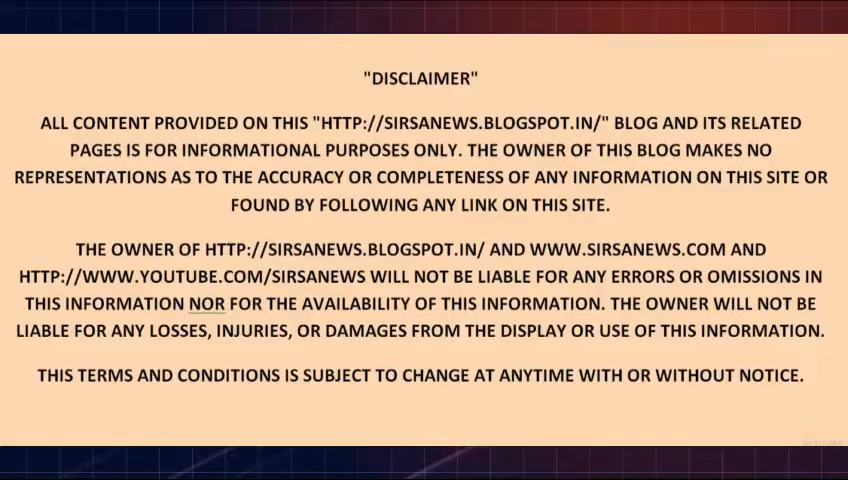 "DISCLAIMER"
ALL CONTENT PROVIDED ON THIS "HTTP://SIRSANEWS.BLOGSPOT.IN/" BLOG AND ITS RELATED
PAGES IS FOR INFORMATIONAL PURPOSES ONLY. THE OWNER OF THIS BLOG MAKES NO
REPRESENTATIONS AS TO THE ACCURACY OR COMPLETENESS OF ANY INFORMATION ON THIS SITE OR
FOUND BY FOLLOWING ANY LINK ON THIS SITE.
THE OWNER OF HTTP://SIRSANEWS.BLOGSPOT.IN/ AND WWW.SIRSANEWS.COM AND
HTTP://WWW.YOUTUBE.COM/SIRSANEWS WILL NOT BE LIABLE FOR ANY ERRORS OR OMISSIONS IN
THIS INFORMATION NOR FOR THE AVAILABILITY OF THIS INFORMATION. THE OWNER WILL NOT BE
LIABLE FOR ANY LOSSES, INJURIES, OR DAMAGES FROM THE DISPLAY OR USE OF THIS INFORMATION.
THIS TERMS AND CONDITIONS IS SUBJECT TO CHANGE AT ANYTIME WITH OR WITHOUT NOTICE.